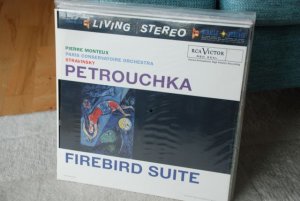 LIVING STEREO
RCA VICTOR
PIERRE MONTEUX
PARIS CONSERVATOIRE ORCHESTRA
STRAVINSKY
PETROUCHKA
FIREBIRD SUITE